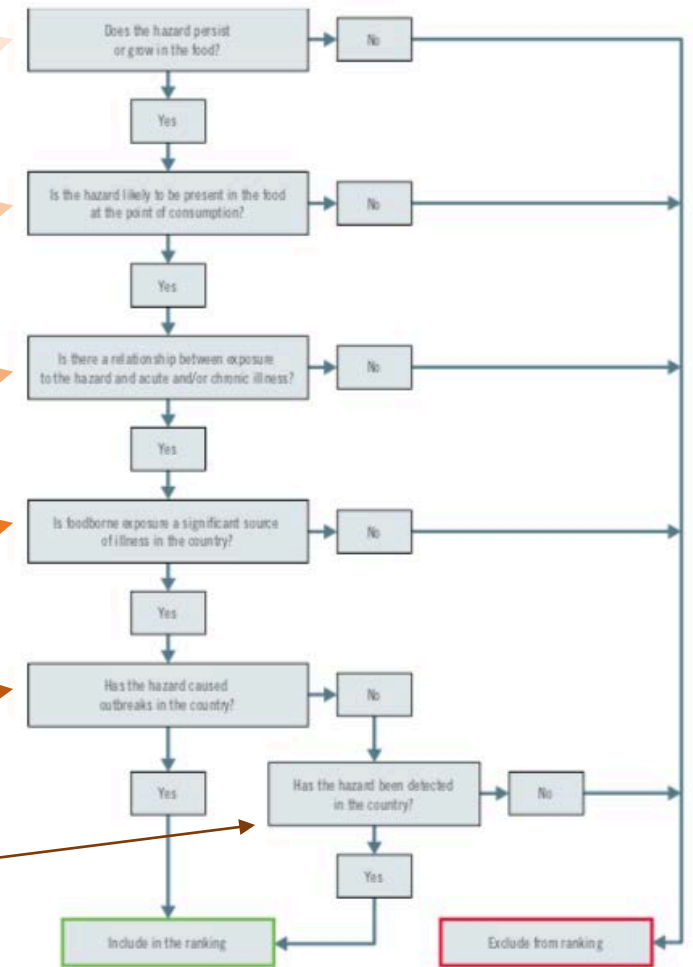 Does the hazard persist
or grow in the food?
No
Yes
Is the hazard likely to be present in the food
at the point of consumption?
No
Yes
Is there a relationship between exposure
to the hazard and acute and/or chronic illness?
No
Yes
Is foodborne exposure a significant source
of illness in the country?
No
Yes
Has the hazard caused
outbreaks in the country?
No
Yes
Has the hazard been detected
in the country?
No
Yes
Include in the ranking
Exclude from ranking